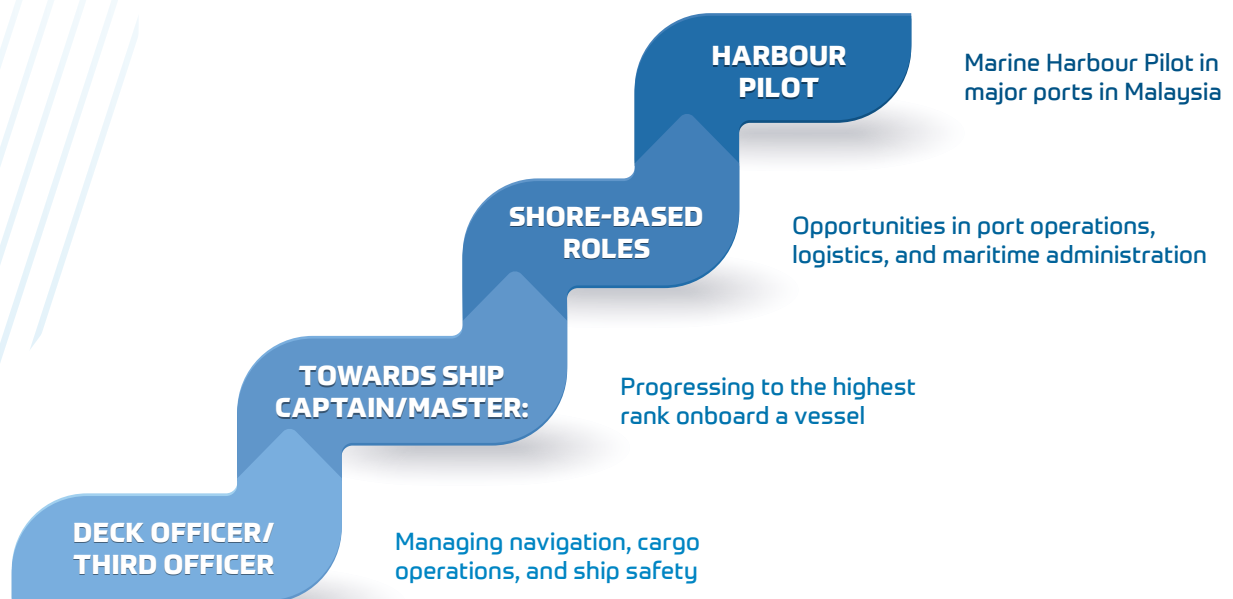 HARBOUR
PILOT
Marine Harbour Pilot in
major ports in Malaysia
SHORE-BASED
ROLES
Opportunities in port operations,
logistics, and maritime administration
TOWARDS SHIP
CAPTAIN/MASTER:
Progressing to the highest
rank onboard a vessel
DECK OFFICER/
THIRD OFFICER
Managing navigation, cargo
operations, and ship safety